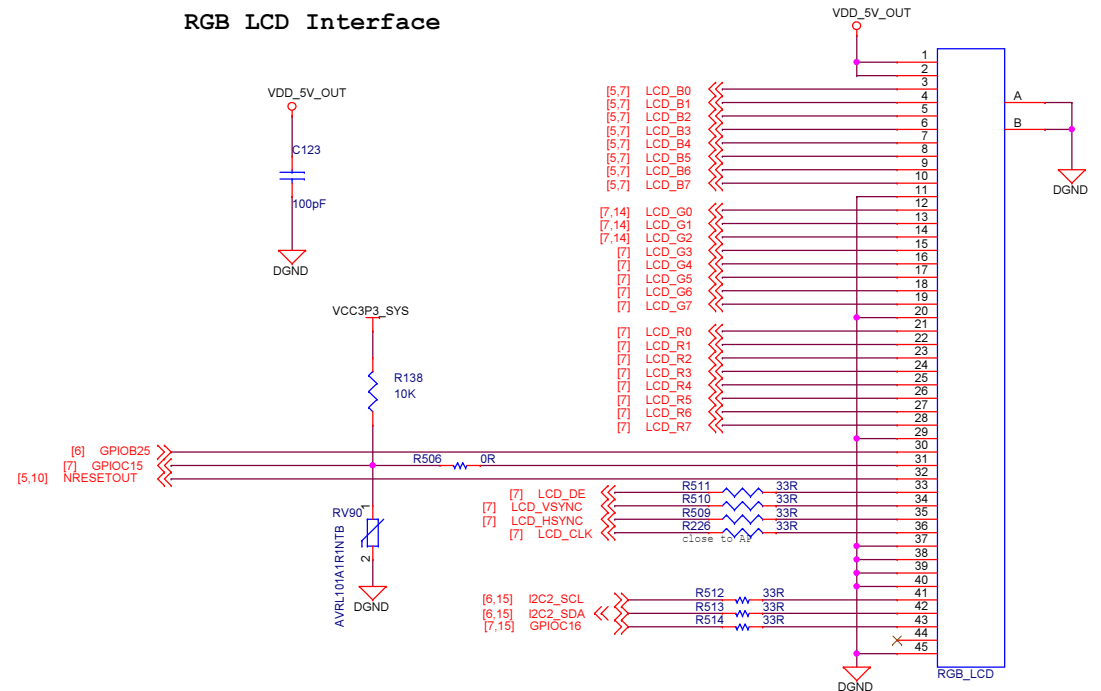 RGB LCD Interface
VDD_5V_OUT
VDD_5V_OUT
C123
100pF
DGND
[5,7] LCD_B0
[5,7] LCD_B1
[5,7] LCD_B2
[5,7] LCD_B3
[5,7] LCD_B4
[5,7] LCD_B5
[5,7] LCD_B6
[5,7] LCD_B7
[7,14] LCD_G0
[7,14] LCD_G1
[7,14] LCD_G2
[7] LCD_G3
[7] LCD_G4
[7] LCD_G5
[7] LCD_G6
[7] LCD_G7
[7] LCD_R0
[7] LCD_R1
[7] LCD_R2
[7] LCD_R3
[7] LCD_R4
[7] LCD_R5
[7] LCD_R6
[7] LCD_R7
VCC3P3_SYS
R138
10K
[6] GPIOB25
[7] GPIOC15
[5,10] NRESETOUT
R506 0R
RV90
1
2
AVRL101A1R1NTB
DGND
[7] LCD_DE R511 33R
[7] LCD_VSYNC R510 33R
[7] LCD_HSYNC R509 33R
[7] LCD_CLK R226 33R
close to AP
[6,15] I2C2_SCL R512 33R
[6,15] I2C2_SDA R513 33R
[7,15] GPIOC16 R514 33R
1
2
3
4
5
6
7
8
9
10
11
12
13
14
15
16
17
18
19
20
21
22
23
24
25
26
27
28
29
30
31
32
33
34
35
36
37
38
39
40
41
42
43
44
45
A
B
DGND
RGB_LCD
DGND